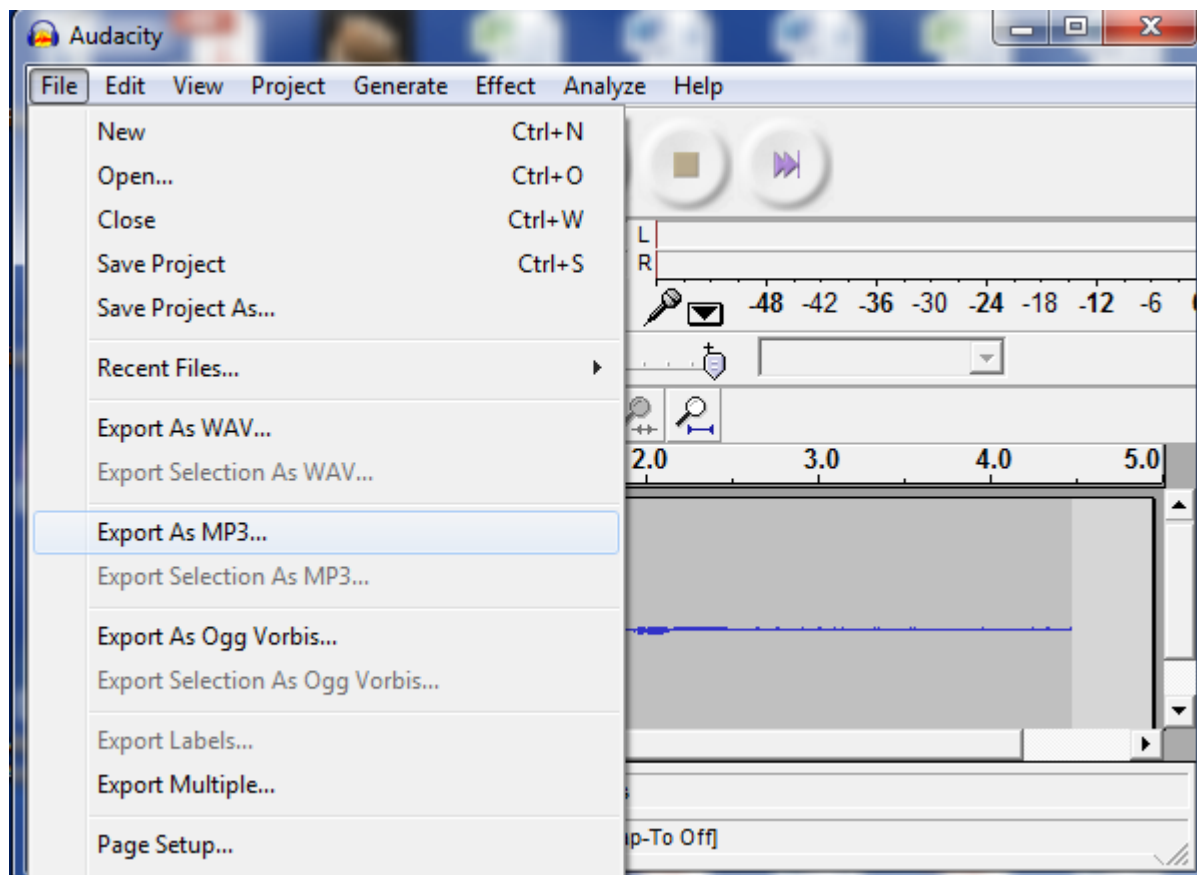 Audacity
File Edit View Project Generate Effect Analyze Help
New Ctrl+N
Open... Ctrl+O
Close Ctrl+W
Save Project Ctrl+S
Save Project As...
Recent Files...
Export As WAV...
Export Selection As WAV...
Export As MP3...
Export Selection As MP3...
Export As Ogg Vorbis...
Export Selection As Ogg Vorbis...
Export Labels...
Export Multiple...
Page Setup...
L
R
-48 -42 -36 -30 -24 -18 -12 -6
2.0 3.0 4.0 5.0
p-To Off]